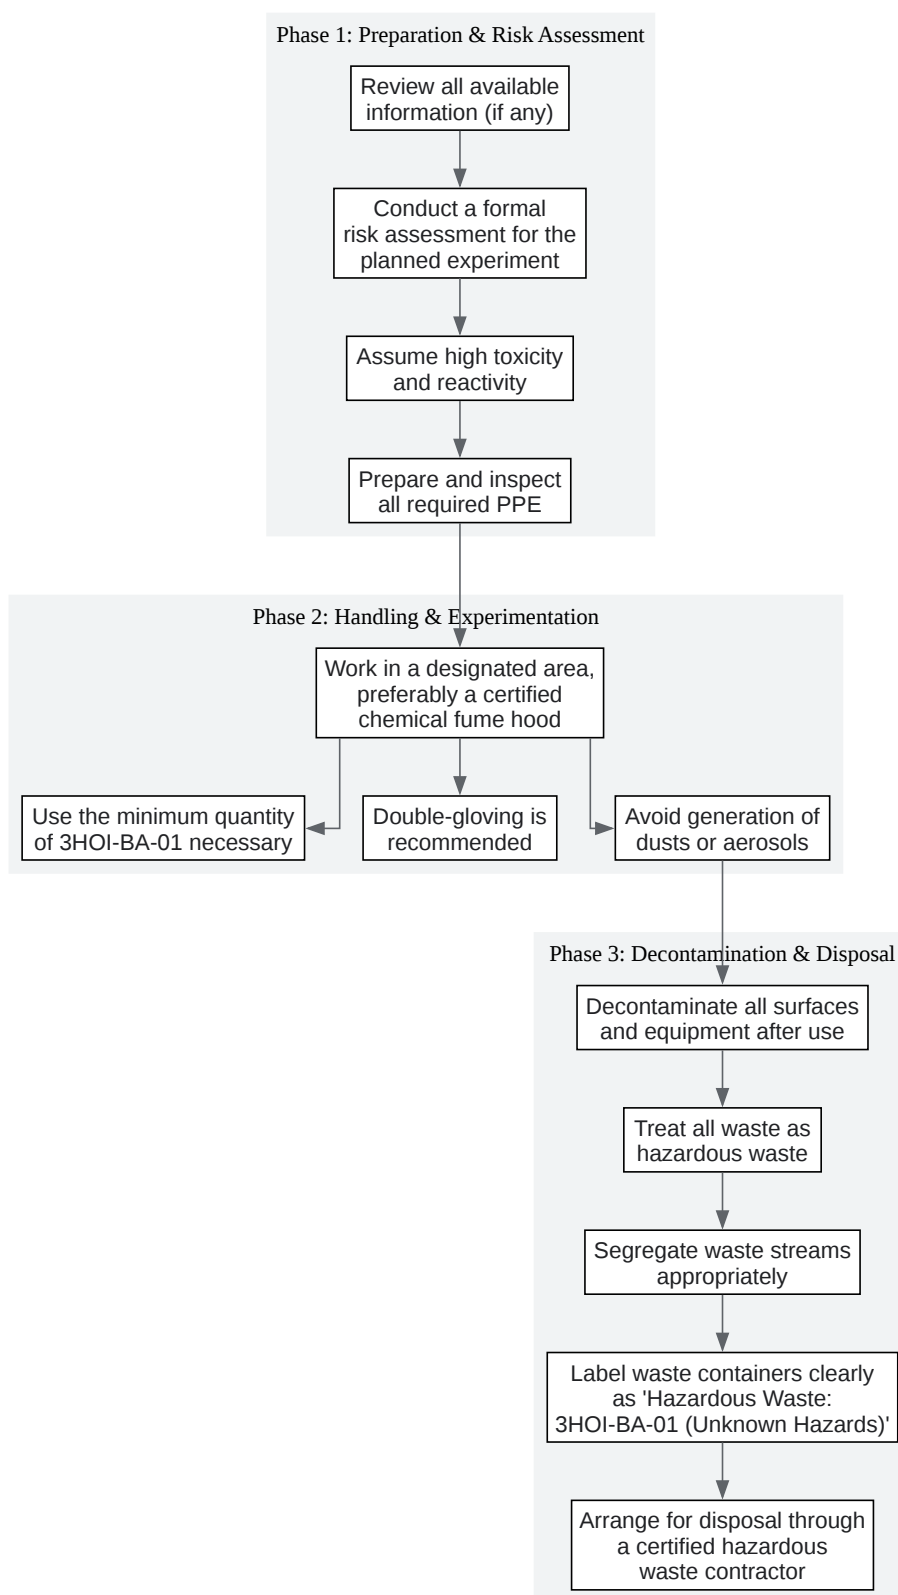 Phase 1: Preparation & Risk Assessment
Review all available
information (if any)
Conduct a formal
risk assessment for the
planned experiment
Assume high toxicity
and reactivity
Prepare and inspect
all required PPE
Phase 2: Handling & Experimentation
Work in a designated area,
preferably a certified
chemical fume hood
Use the minimum quantity
of 3HOI-BA-01 necessary
Double-gloving is
recommended
Avoid generation of
dusts or aerosols
Phase 3: Decontamination & Disposal
Decontaminate all surfaces
and equipment after use
Treat all waste as
hazardous waste
Segregate waste streams
appropriately
Label waste containers clearly
as 'Hazardous Waste:
3HOI-BA-01 (Unknown Hazards)'
Arrange for disposal through
a certified hazardous
waste contractor